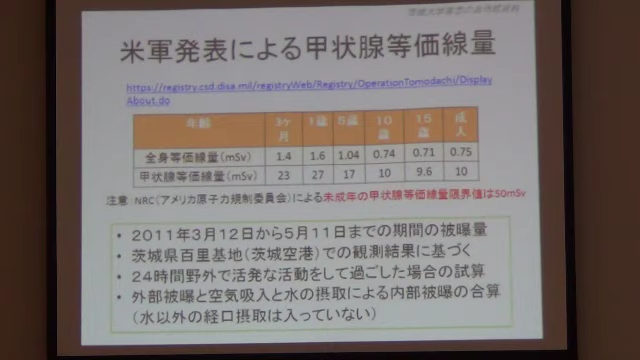 米軍発表による甲状腺等価線量
https://registry.csd.disa.mil/registryWeb/Registry/OperationTomodachi/Display
About.do
年齢 3ヶ月 1歳 5歳 10歳 15歳 成人
全身等価線量(mSv) 1.4 1.6 1.04 0.74 0.71 0.75
甲状腺等価線量(mSv) 23 27 17 10 9.6 10
注意 NRC(アメリカ原子力規制委員会)による未成年の甲状腺等価線量限界値は50mSv
• 2011年3月12日から5月11日までの期間の被曝量
• 茨城県百里基地(茨城空港)での観測結果に基づく
• 24時間野外で活発な活動をして過ごした場合の試算
• 外部被曝と空気吸入と水の摂取による内部被曝の合算
(水以外の経口摂取は入っていない)